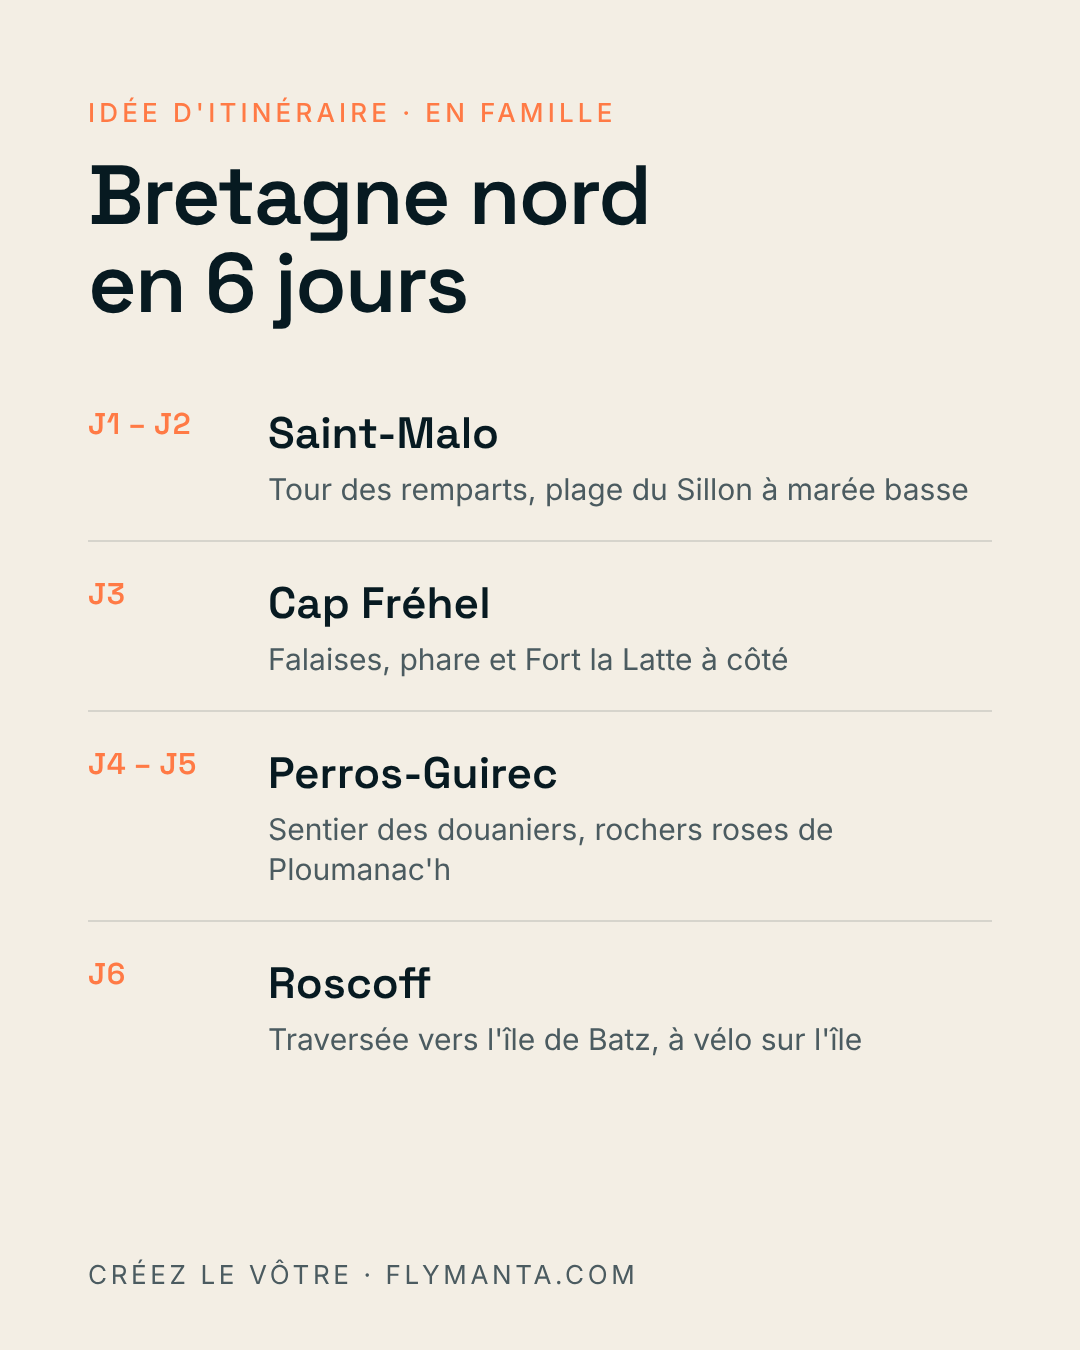 IDÉE D'ITINÉRAIRE · EN FAMILLE
Bretagne nord
en 6 jours
J1 – J2
Saint-Malo
Tour des remparts, plage du Sillon à marée basse
J3
Cap Fréhel
Falaises, phare et Fort la Latte à côté
J4 – J5
Perros-Guirec
Sentier des douaniers, rochers roses de
Ploumanac'h
J6
Roscoff
Traversée vers l'île de Batz, à vélo sur l'île
CRÉEZ LE VÔTRE · FLYMANTA.COM